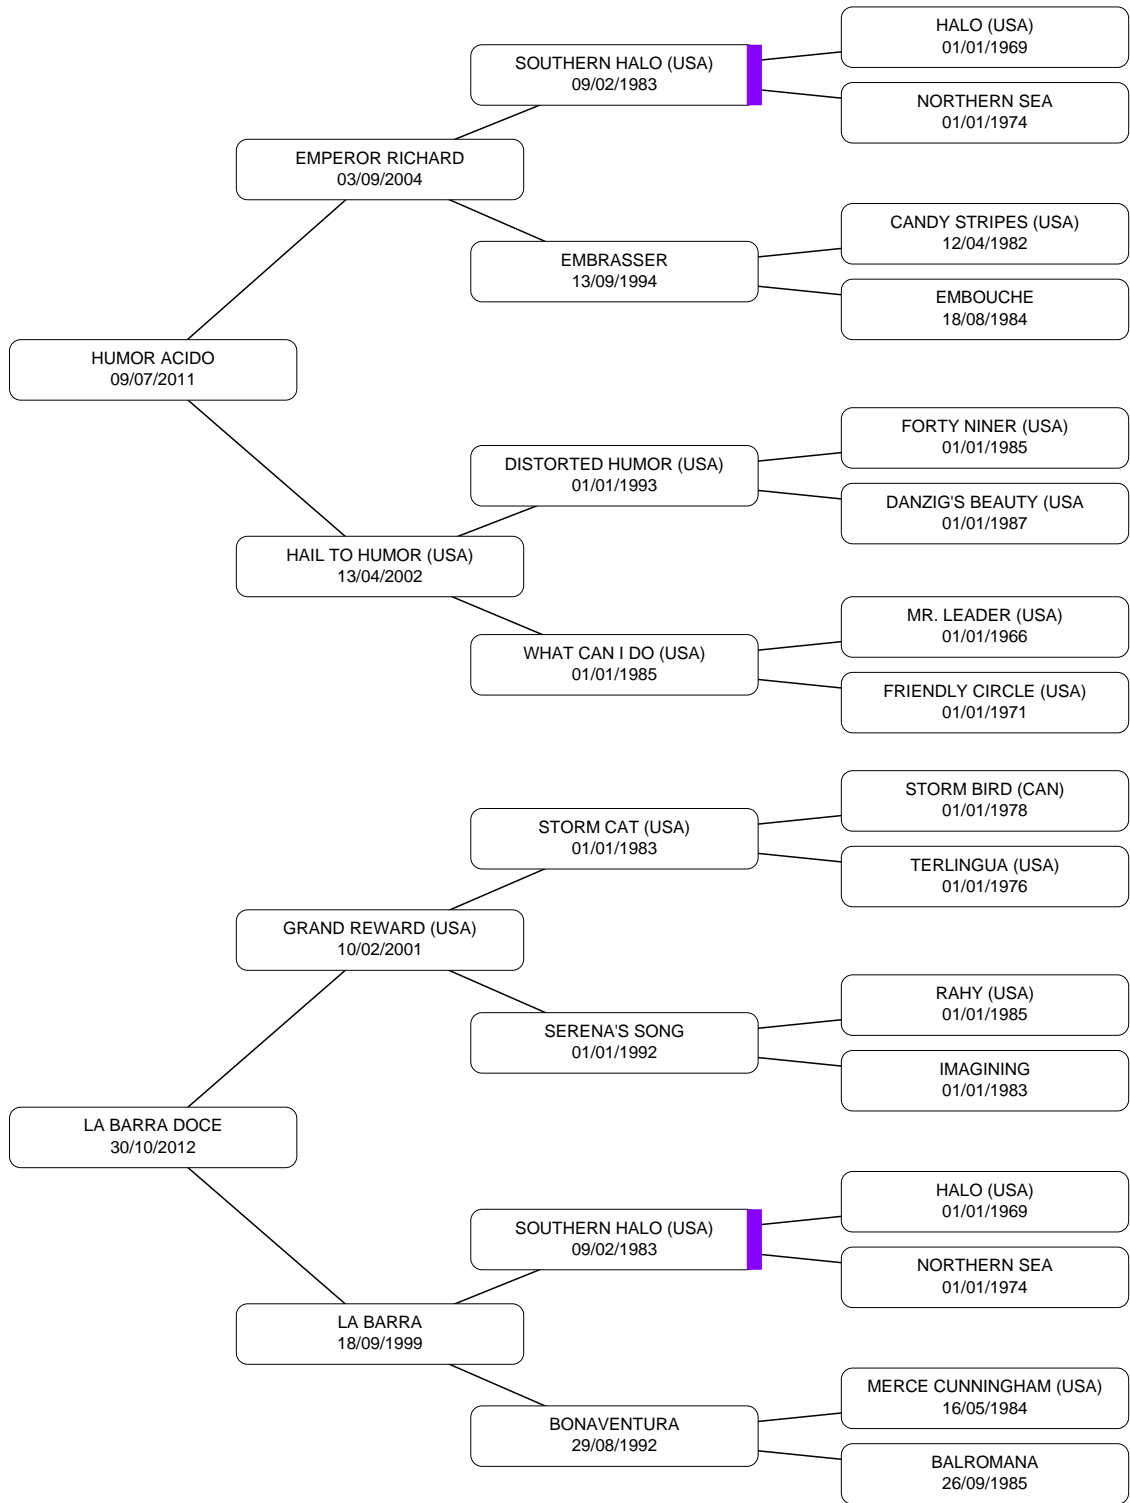 HALO (USA)
01/01/1969
SOUTHERN HALO (USA)
09/02/1983
NORTHERN SEA
01/01/1974
EMPEROR RICHARD
03/09/2004
CANDY STRIPES (USA)
12/04/1982
EMBRASSER
13/09/1994
EMBOUCHE
18/08/1984
HUMOR ACIDO
09/07/2011
FORTY NINER (USA)
01/01/1985
DISTORTED HUMOR (USA)
01/01/1993
DANZIG'S BEAUTY (USA
01/01/1987
HAIL TO HUMOR (USA)
13/04/2002
MR. LEADER (USA)
01/01/1966
WHAT CAN I DO (USA)
01/01/1985
FRIENDLY CIRCLE (USA)
01/01/1971
STORM BIRD (CAN)
01/01/1978
STORM CAT (USA)
01/01/1983
TERLINGUA (USA)
01/01/1976
GRAND REWARD (USA)
10/02/2001
RAHY (USA)
01/01/1985
SERENA'S SONG
01/01/1992
IMAGINING
01/01/1983
LA BARRA DOCE
30/10/2012
HALO (USA)
01/01/1969
SOUTHERN HALO (USA)
09/02/1983
NORTHERN SEA
01/01/1974
LA BARRA
18/09/1999
MERCE CUNNINGHAM (USA)
16/05/1984
BONAVENTURA
29/08/1992
BALROMANA
26/09/1985